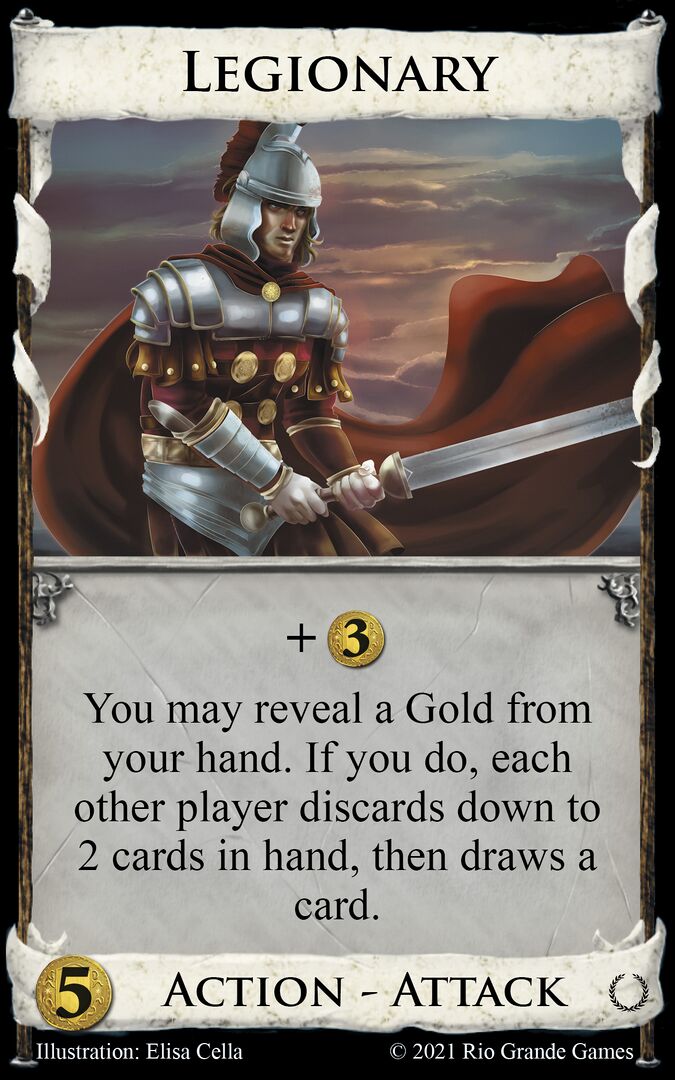 LEGIONARY
+ 3
You may reveal a Gold from
your hand. If you do, each
other player discards down to
2 cards in hand, then draws a
card.
5 ACTION - ATTACK
Illustration: Elisa Cella © 2021 Rio Grande Games